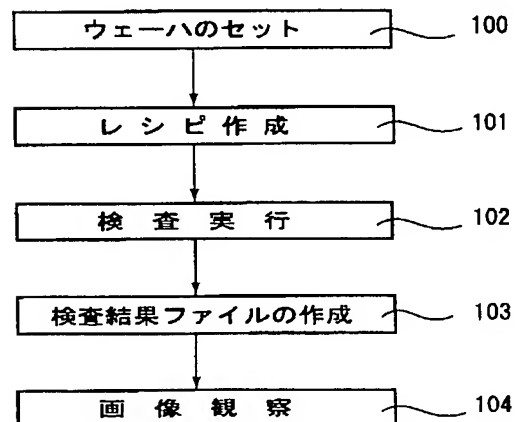 ウェーハのセット 100
レシピ作成 101
検査実行 102
検査結果ファイルの作成 103
画像観察 104